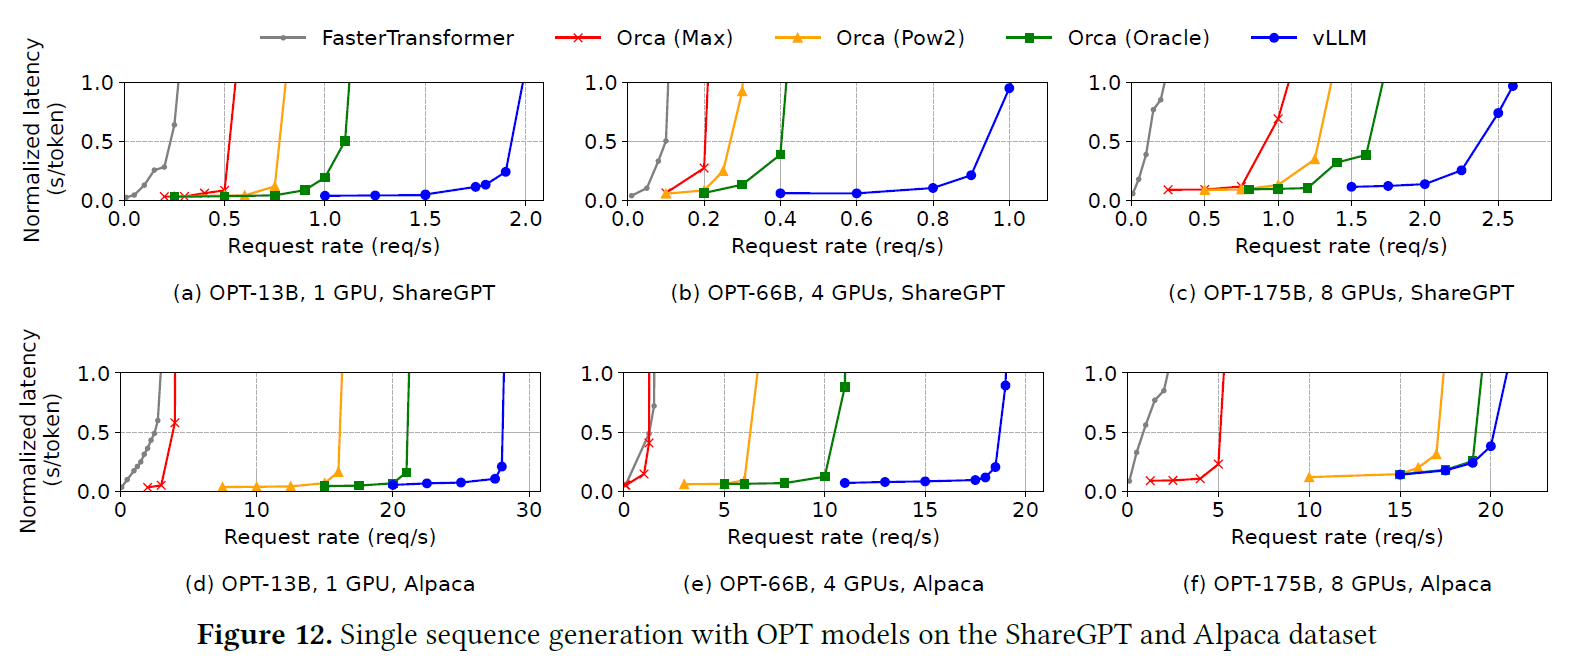 FasterTransformer Orca (Max) Orca (Pow2) Orca (Oracle) vLLM
Normalized latency
(s/token)
1.0
0.5
0.0
0.0 0.5 1.0 1.5 2.0
Request rate (req/s)
(a) OPT-13B, 1 GPU, ShareGPT
1.0
0.5
0.0
0.0 0.2 0.4 0.6 0.8 1.0
Request rate (req/s)
(b) OPT-66B, 4 GPUs, ShareGPT
1.0
0.5
0.0
0.0 0.5 1.0 1.5 2.0 2.5
Request rate (req/s)
(c) OPT-175B, 8 GPUs, ShareGPT
Normalized latency
(s/token)
1.0
0.5
0.0
0 10 20 30
Request rate (req/s)
(d) OPT-13B, 1 GPU, Alpaca
1.0
0.5
0.0
0 5 10 15 20
Request rate (req/s)
(e) OPT-66B, 4 GPUs, Alpaca
1.0
0.5
0.0
0 5 10 15 20
Request rate (req/s)
(f) OPT-175B, 8 GPUs, Alpaca
Figure 12. Single sequence generation with OPT models on the ShareGPT and Alpaca dataset